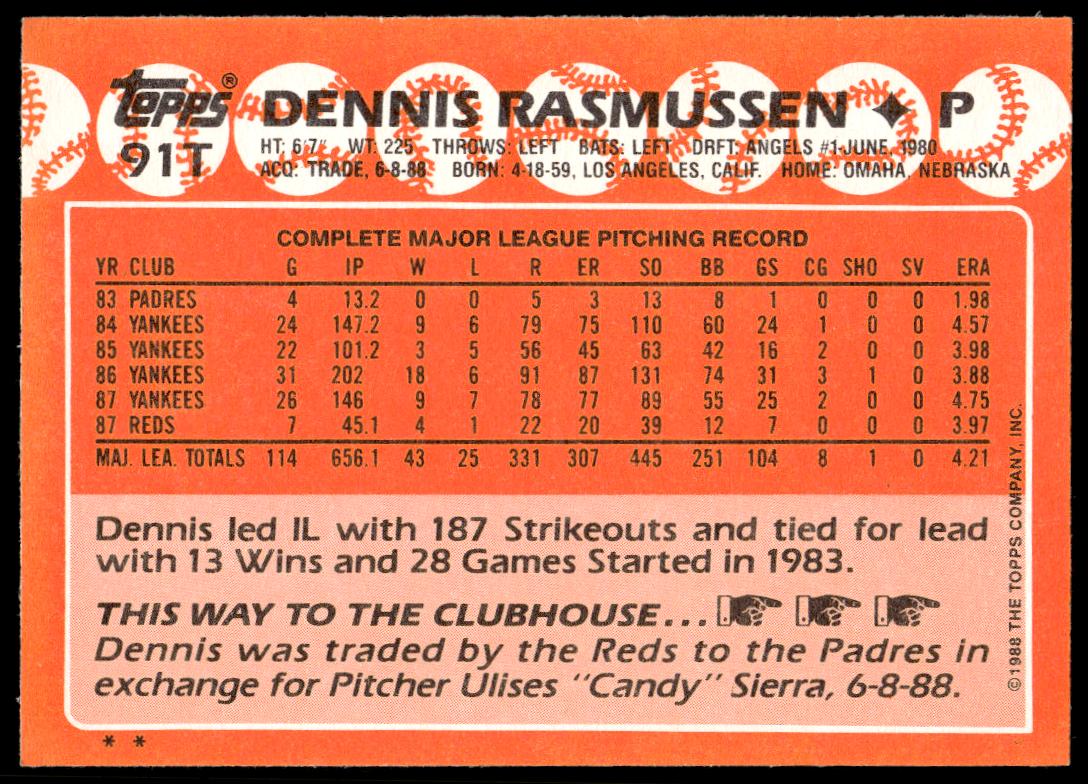 topps® DENNIS RASMUSSEN ✦ P
91T
HT: 6'7" WT: 225 THROWS: LEFT BATS: LEFT DRFT: ANGELS #1-JUNE, 1980
ACQ: TRADE, 6-8-88 BORN: 4-18-59, LOS ANGELES, CALIF. HOME: OMAHA, NEBRASKA
COMPLETE MAJOR LEAGUE PITCHING RECORD
YR CLUB G IP W L R ER SO BB GS CG SHO SV ERA
83 PADRES 4 13.2 0 0 5 3 13 8 1 0 0 0 1.98
84 YANKEES 24 147.2 9 6 79 75 110 60 24 1 0 0 4.57
85 YANKEES 22 101.2 3 5 56 45 63 42 16 2 0 0 3.98
86 YANKEES 31 202 18 6 91 87 131 74 31 3 1 0 3.88
87 YANKEES 26 146 9 7 78 77 89 55 25 2 0 0 4.75
87 REDS 7 45.1 4 1 22 20 39 12 7 0 0 0 3.97
MAJ. LEA. TOTALS 114 656.1 43 25 331 307 445 251 104 8 1 0 4.21
Dennis led IL with 187 Strikeouts and tied for lead
with 13 Wins and 28 Games Started in 1983.
THIS WAY TO THE CLUBHOUSE...
Dennis was traded by the Reds to the Padres in
exchange for Pitcher Ulises "Candy" Sierra, 6-8-88.
* *
© 1988 THE TOPPS COMPANY, INC.